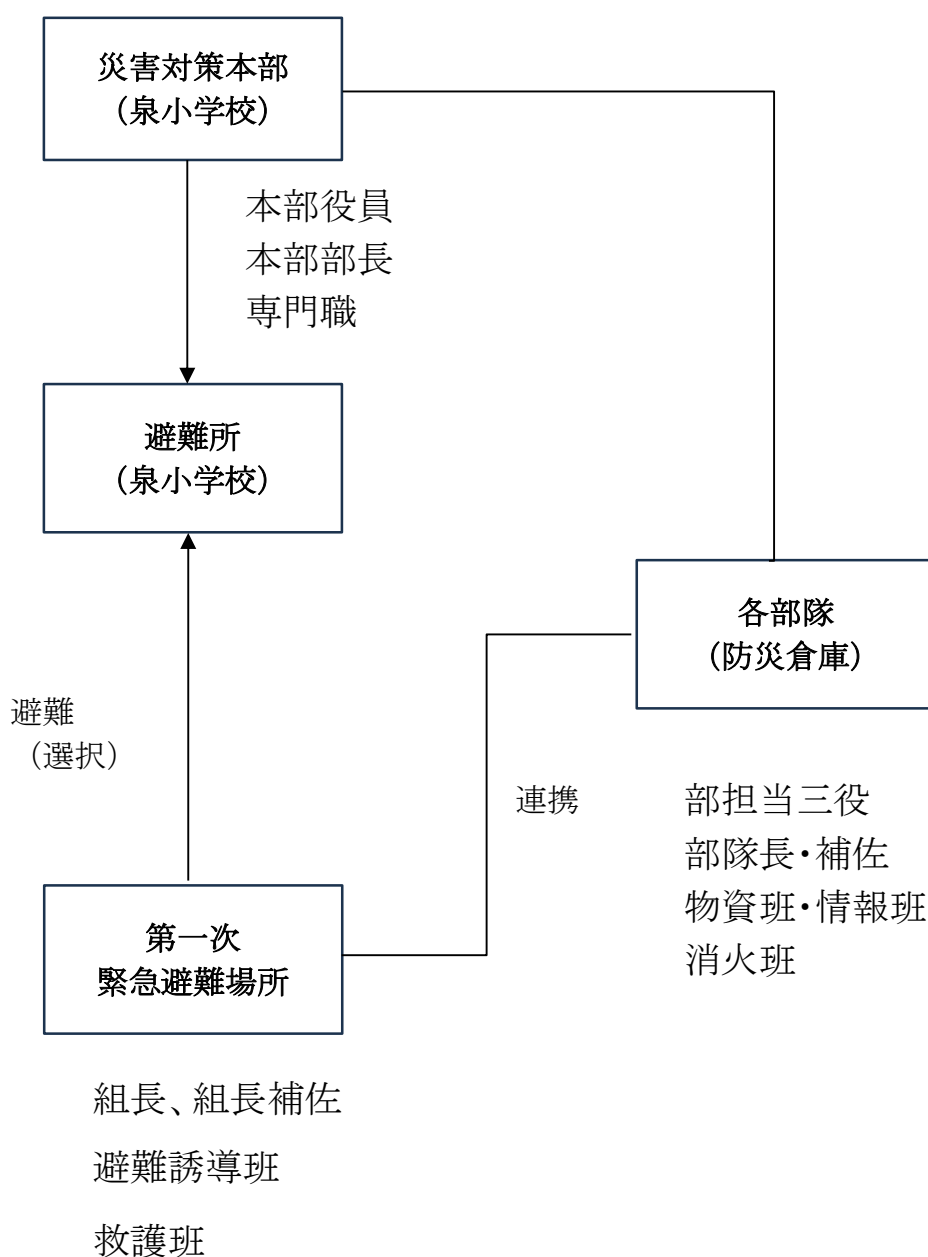 災害対策本部
（泉小学校）
本部役員
本部部長
専門職
避難所
（泉小学校）
各部隊
（防災倉庫）
避難
（選択）
連携
部担当三役
部隊長・補佐
物資班・情報班
消火班
第一次
緊急避難場所
組長、組長補佐
避難誘導班
救護班